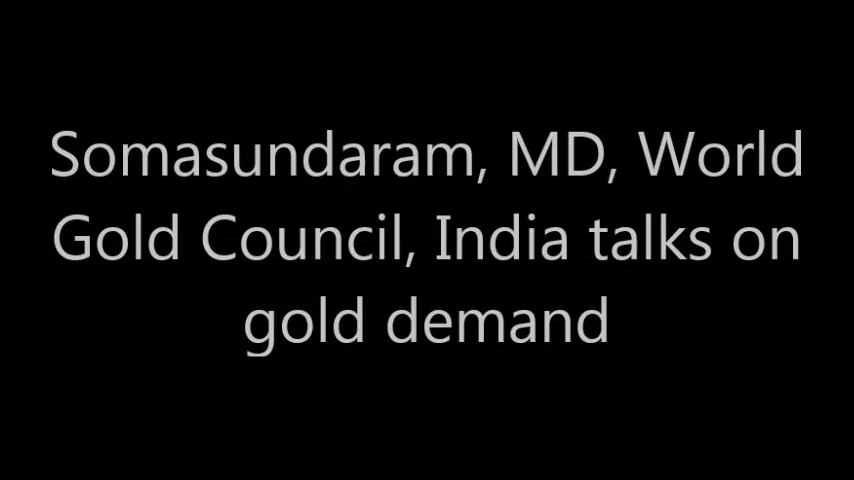 Somasundaram, MD, World
Gold Council, India talks on
gold demand